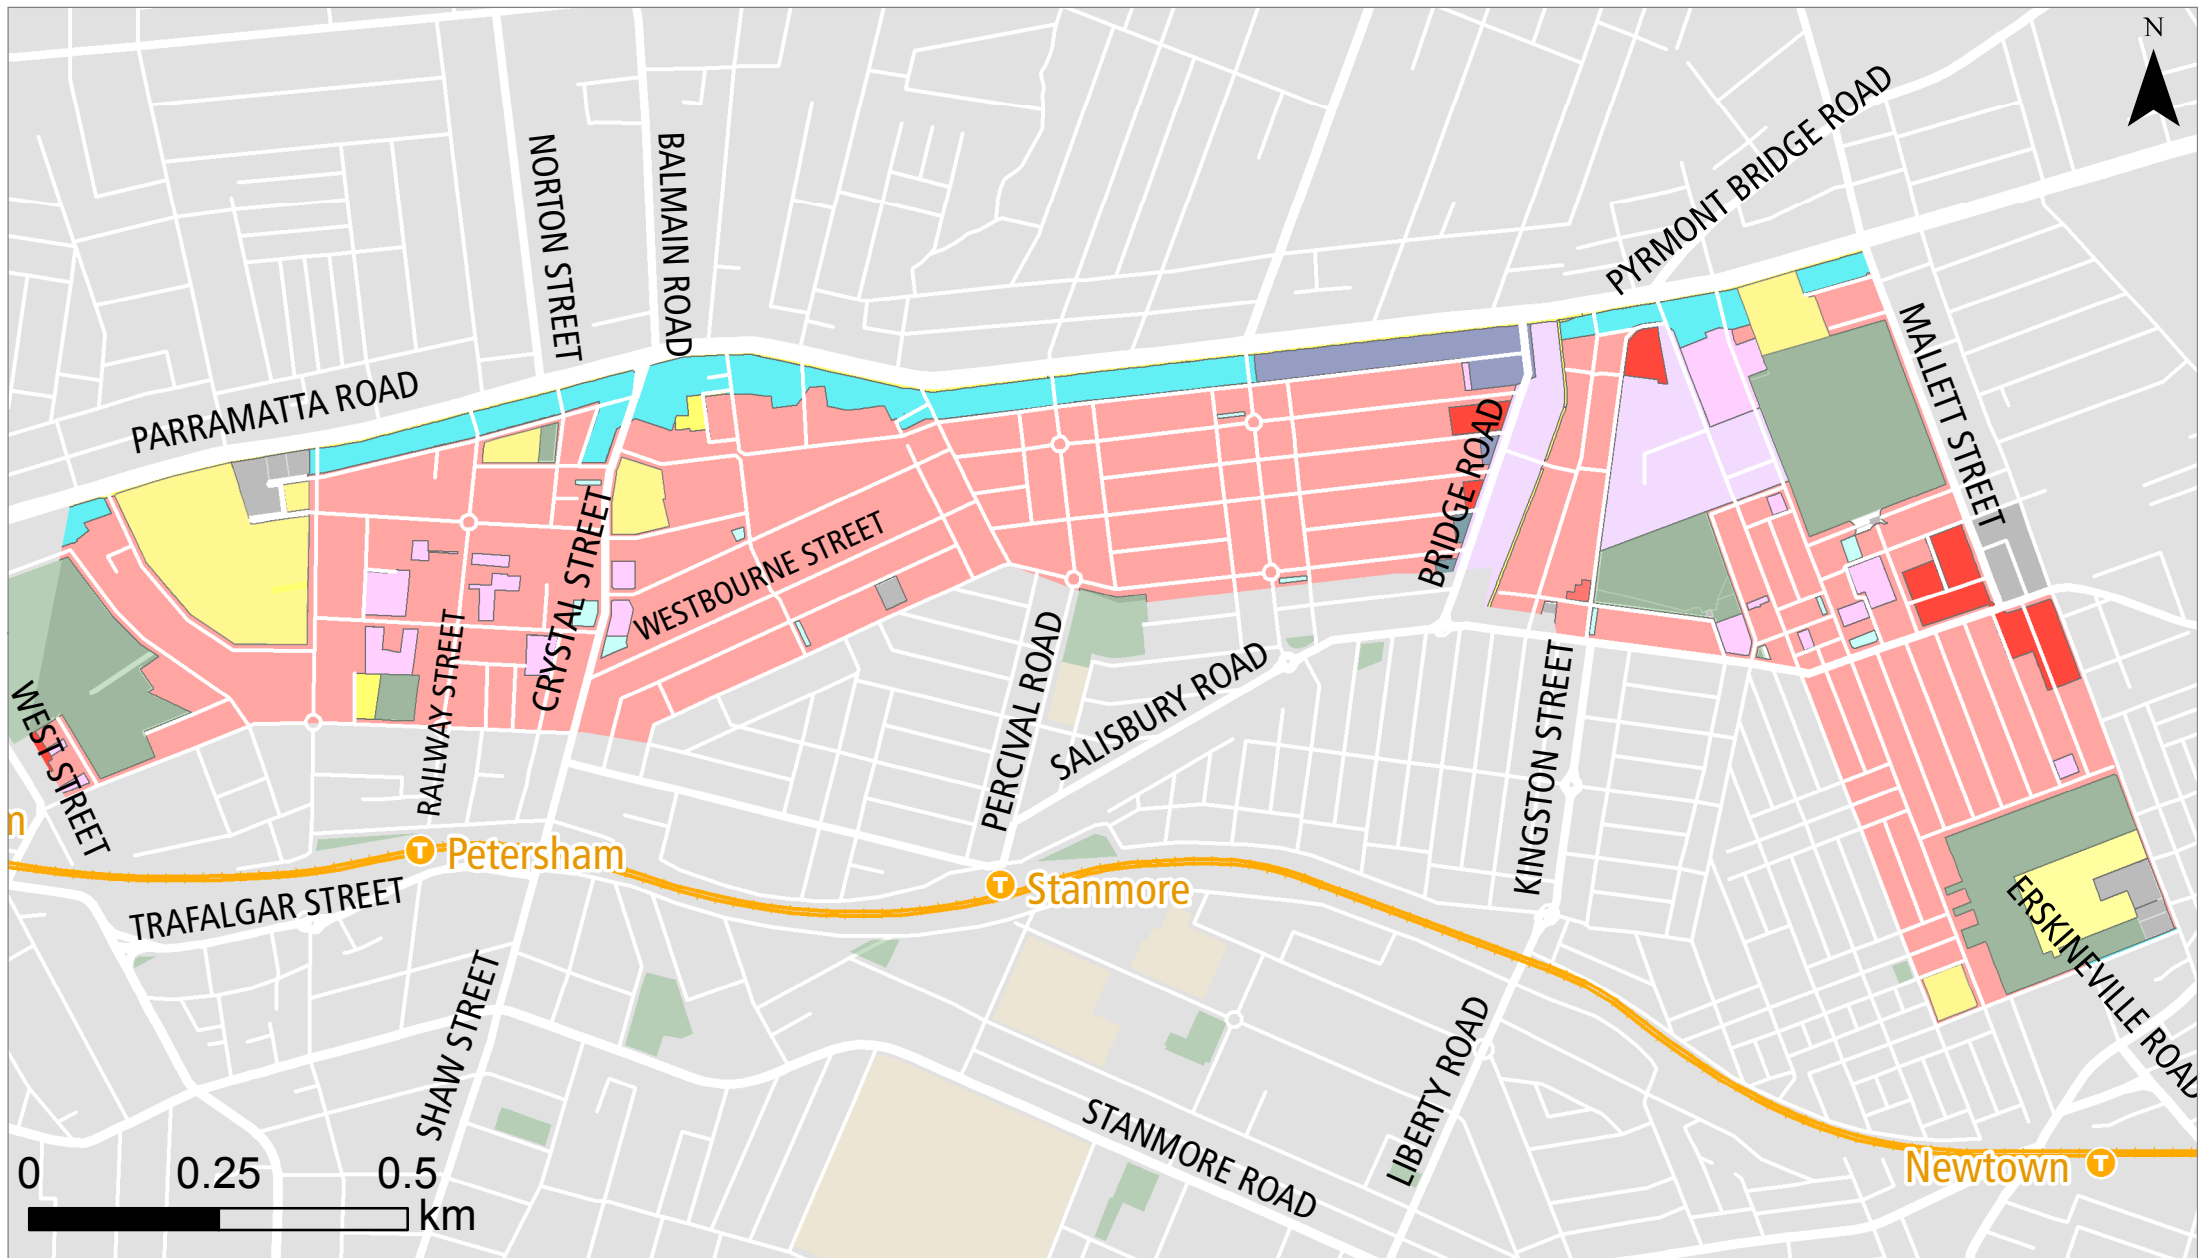 N
PYRMONT BRIDGE ROAD
NORTON STREET
BALMAIN ROAD
MALLETT STREET
PARRAMATTA ROAD
BRIDGE ROAD
CRYSTAL STREET
WESTBOURNE STREET
RAILWAY STREET
PERCIVAL ROAD
SALISBURY ROAD
KINGSTON STREET
WEST STREET
m
Petersham
Stanmore
TRAFALGAR STREET
ERSKINEVILLE ROAD
SHAW STREET
LIBERTY ROAD
STANMORE ROAD
Newtown
0 0.25 0.5
km